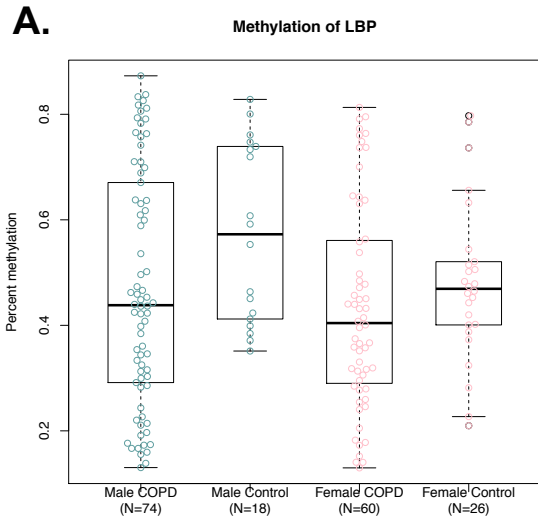 A.
Methylation of LBP
Percent methylation
0.8
0.6
0.4
0.2
Male COPD
(N=74)
Male Control
(N=18)
Female COPD
(N=60)
Female Control
(N=26)